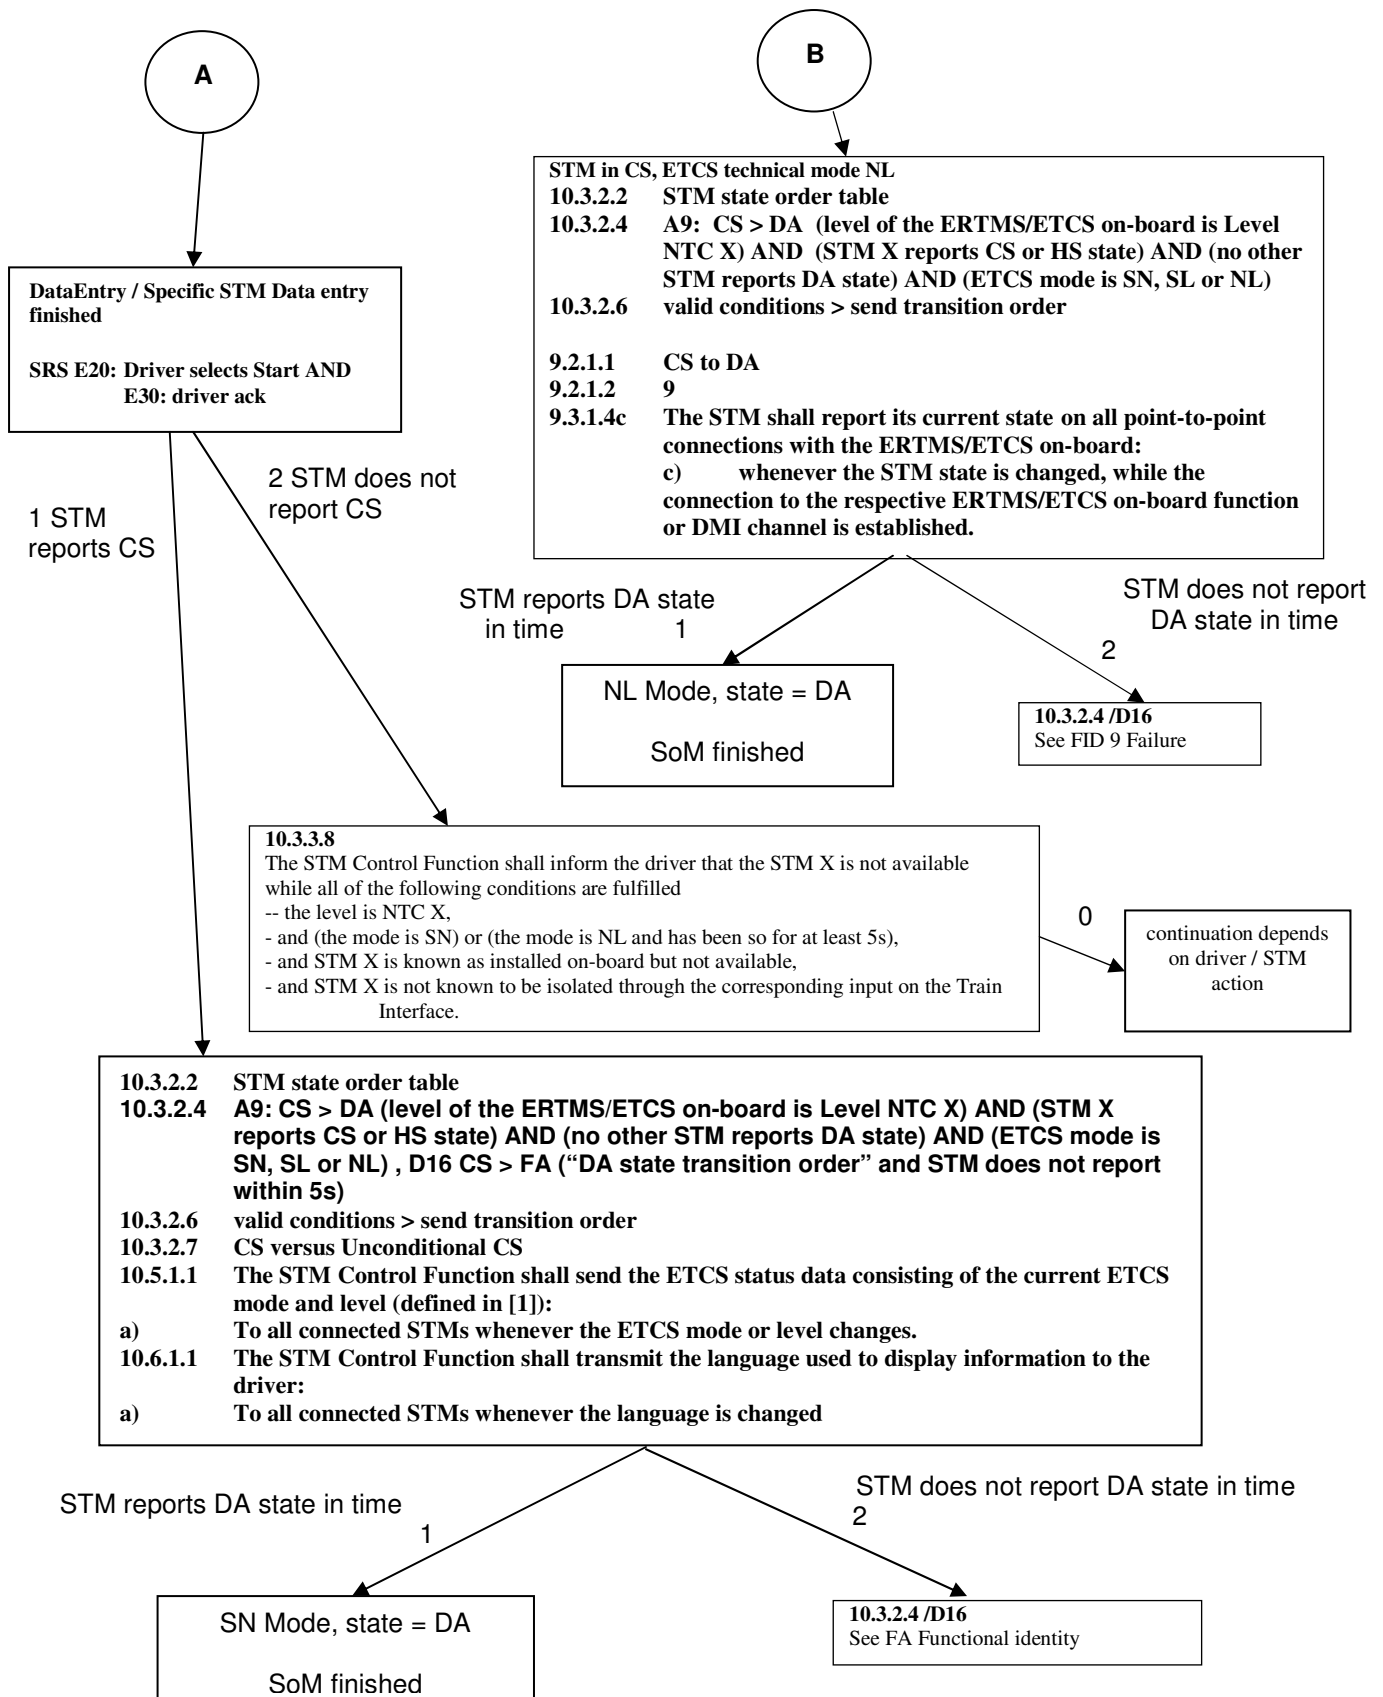 A
B
STM in CS, ETCS technical mode NL
10.3.2.2 STM state order table
10.3.2.4 A9: CS > DA (level of the ERTMS/ETCS on-board is Level
NTC X) AND (STM X reports CS or HS state) AND (no other
STM reports DA state) AND (ETCS mode is SN, SL or NL)
10.3.2.6 valid conditions > send transition order
9.2.1.1 CS to DA
9.2.1.2 9
9.3.1.4c The STM shall report its current state on all point-to-point
connections with the ERTMS/ETCS on-board:
c) whenever the STM state is changed, while the
connection to the respective ERTMS/ETCS on-board function
or DMI channel is established.
DataEntry / Specific STM Data entry
finished
SRS E20: Driver selects Start AND
E30: driver ack
1 STM
reports CS
2 STM does not
report CS
STM reports DA state
in time 1
STM does not report
DA state in time
2
NL Mode, state = DA
SoM finished
10.3.2.4 /D16
See FID 9 Failure
10.3.3.8
The STM Control Function shall inform the driver that the STM X is not available
while all of the following conditions are fulfilled
-- the level is NTC X,
- and (the mode is SN) or (the mode is NL and has been so for at least 5s),
- and STM X is known as installed on-board but not available,
- and STM X is not known to be isolated through the corresponding input on the Train
Interface.
0
continuation depends
on driver / STM
action
10.3.2.2 STM state order table
10.3.2.4 A9: CS > DA (level of the ERTMS/ETCS on-board is Level NTC X) AND (STM X
reports CS or HS state) AND (no other STM reports DA state) AND (ETCS mode is
SN, SL or NL) , D16 CS > FA (“DA state transition order” and STM does not report
within 5s)
10.3.2.6 valid conditions > send transition order
10.3.2.7 CS versus Unconditional CS
10.5.1.1 The STM Control Function shall send the ETCS status data consisting of the current ETCS
mode and level (defined in [1]):
a) To all connected STMs whenever the ETCS mode or level changes.
10.6.1.1 The STM Control Function shall transmit the language used to display information to the
driver:
a) To all connected STMs whenever the language is changed
STM reports DA state in time
1
STM does not report DA state in time
2
SN Mode, state = DA
SoM finished
10.3.2.4 /D16
See FA Functional identity